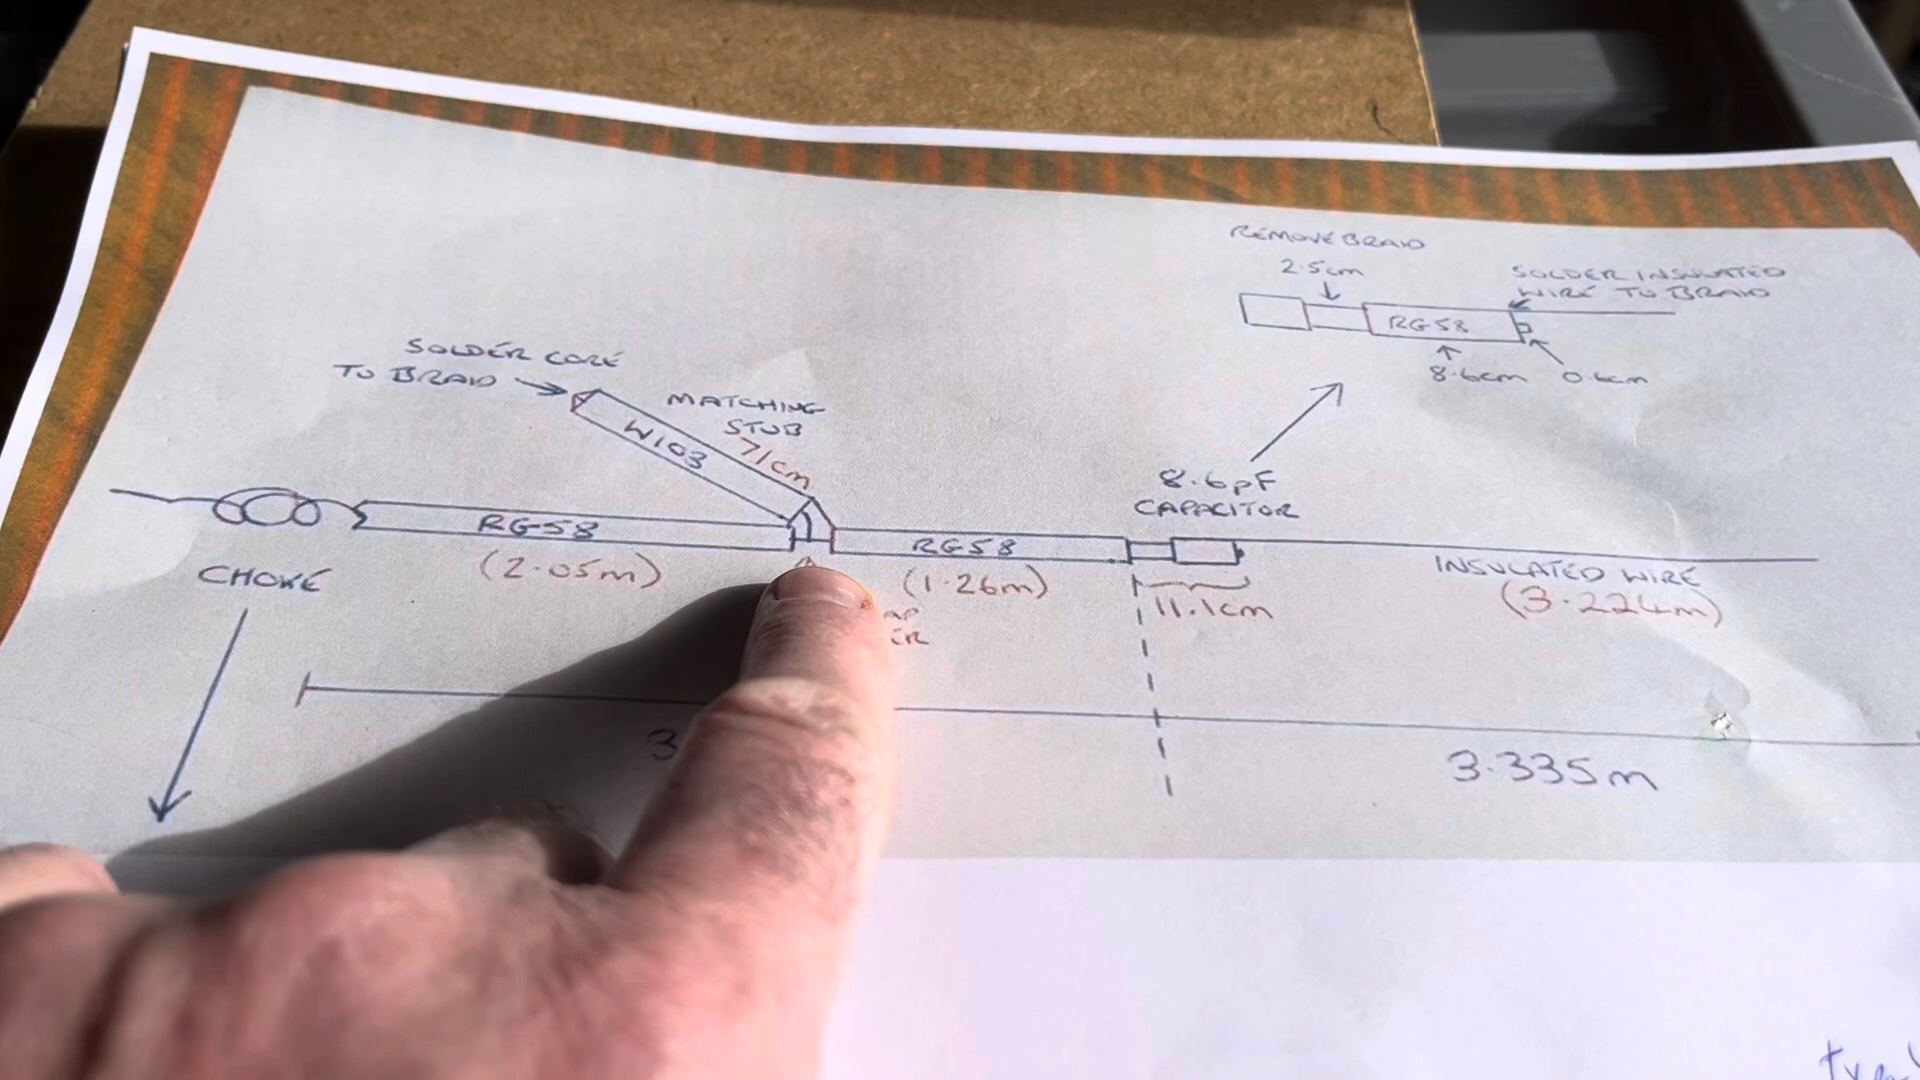 REMOVE BRAID
2.5cm
SOLDER INSULATED
WIRE TO BRAID
RG58
8.6cm
0.6cm
SOLDER CORE
TO BRAID
MATCHING
STUB
71cm
W103
8.6pF
CAPACITOR
RG58
(2.05m)
RG58
(1.26m)
11.1cm
INSULATED WIRE
(3.224m)
CHOKE
3
3.335m